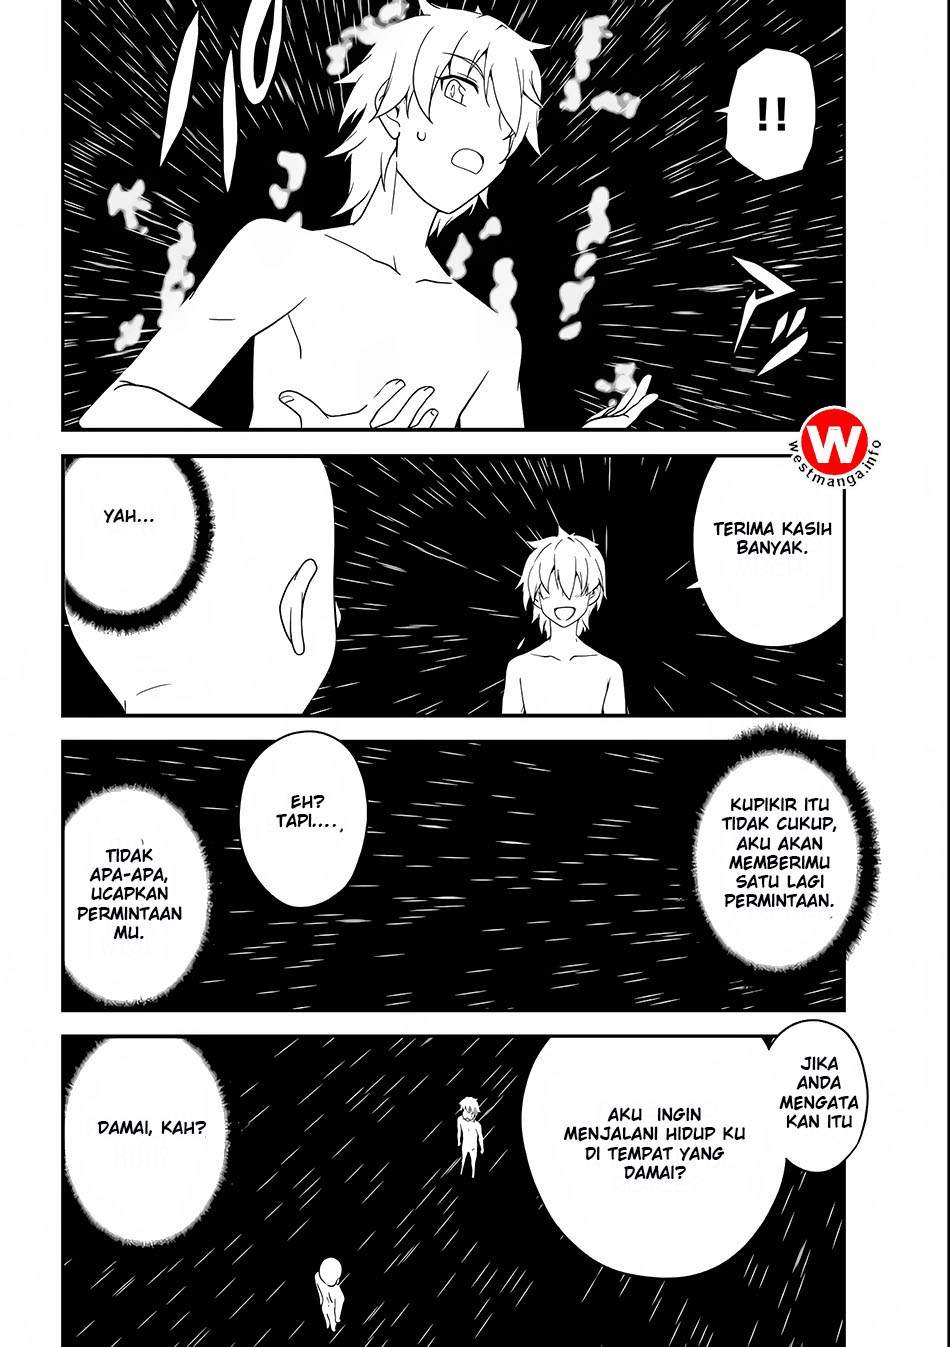 !!
W
westmanga.info
TERIMA KASIH
BANYAK.
YAH...
KUPIKIR ITU
TIDAK CUKUP,
AKU AKAN
MEMBERIMU
SATU LAGI
PERMINTAAN.
EH?
TAPI....,
TIDAK
APA-APA,
UCAPKAN
PERMINTAAN
MU.
JIKA
ANDA
MENGATA
KAN ITU
AKU INGIN
MENJALANI HIDUP KU
DI TEMPAT YANG
DAMAI?
DAMAI, KAH?